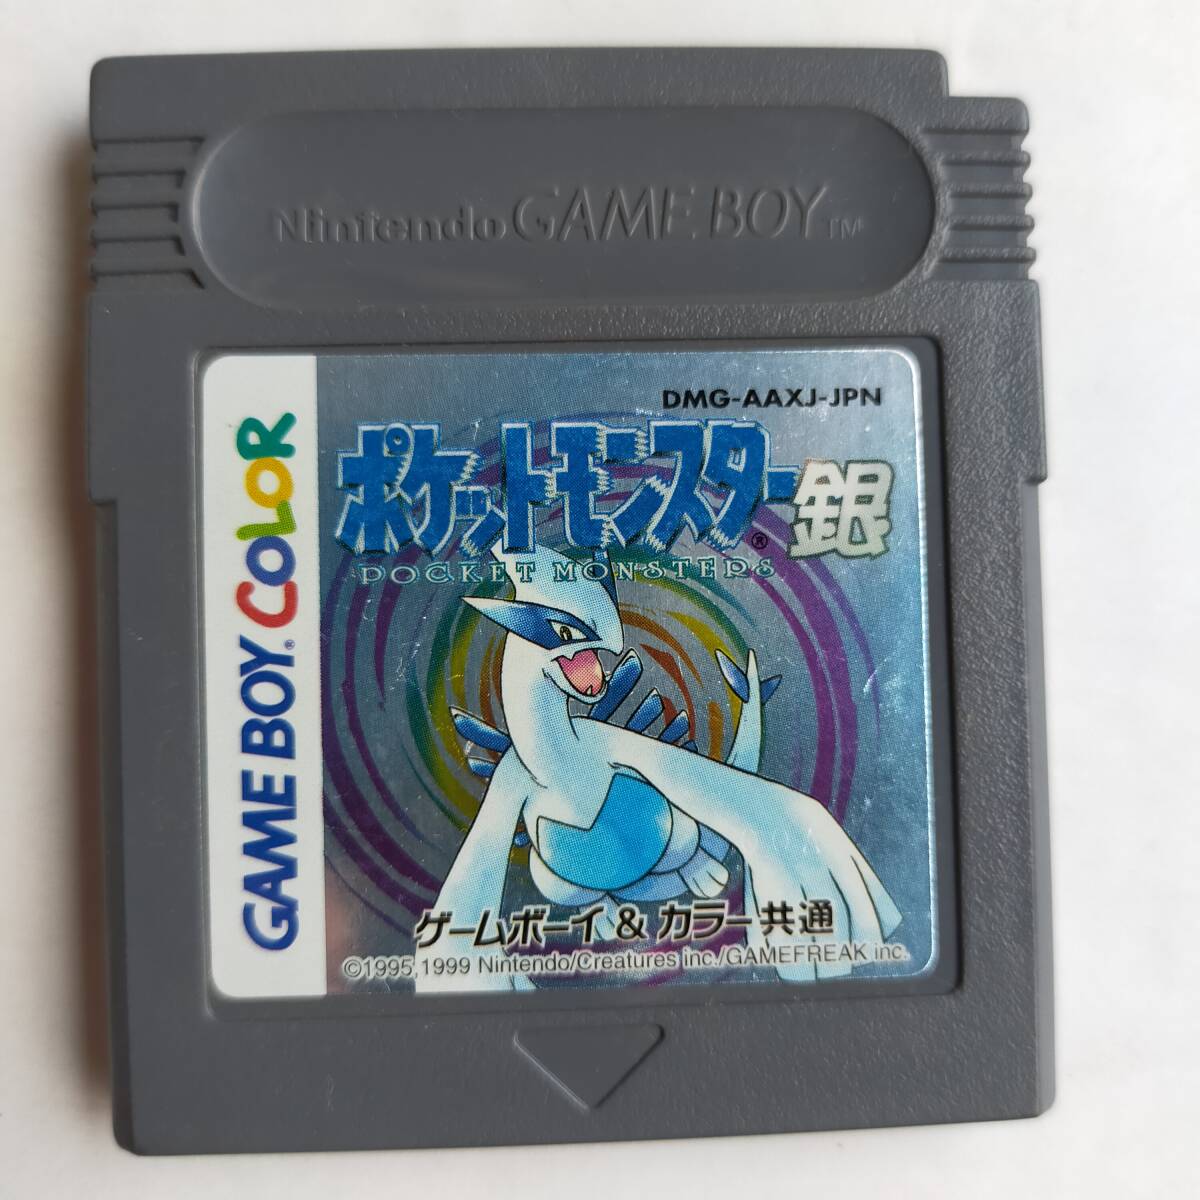 Nintendo GAME BOY™
GAME BOY® COLOR
DMG-AAXJ-JPN
ポケットモンスター銀
®
POCKET MONSTERS
ゲームボーイ & カラー共通
©1995,1999 Nintendo/Creatures inc./GAMEFREAK inc.